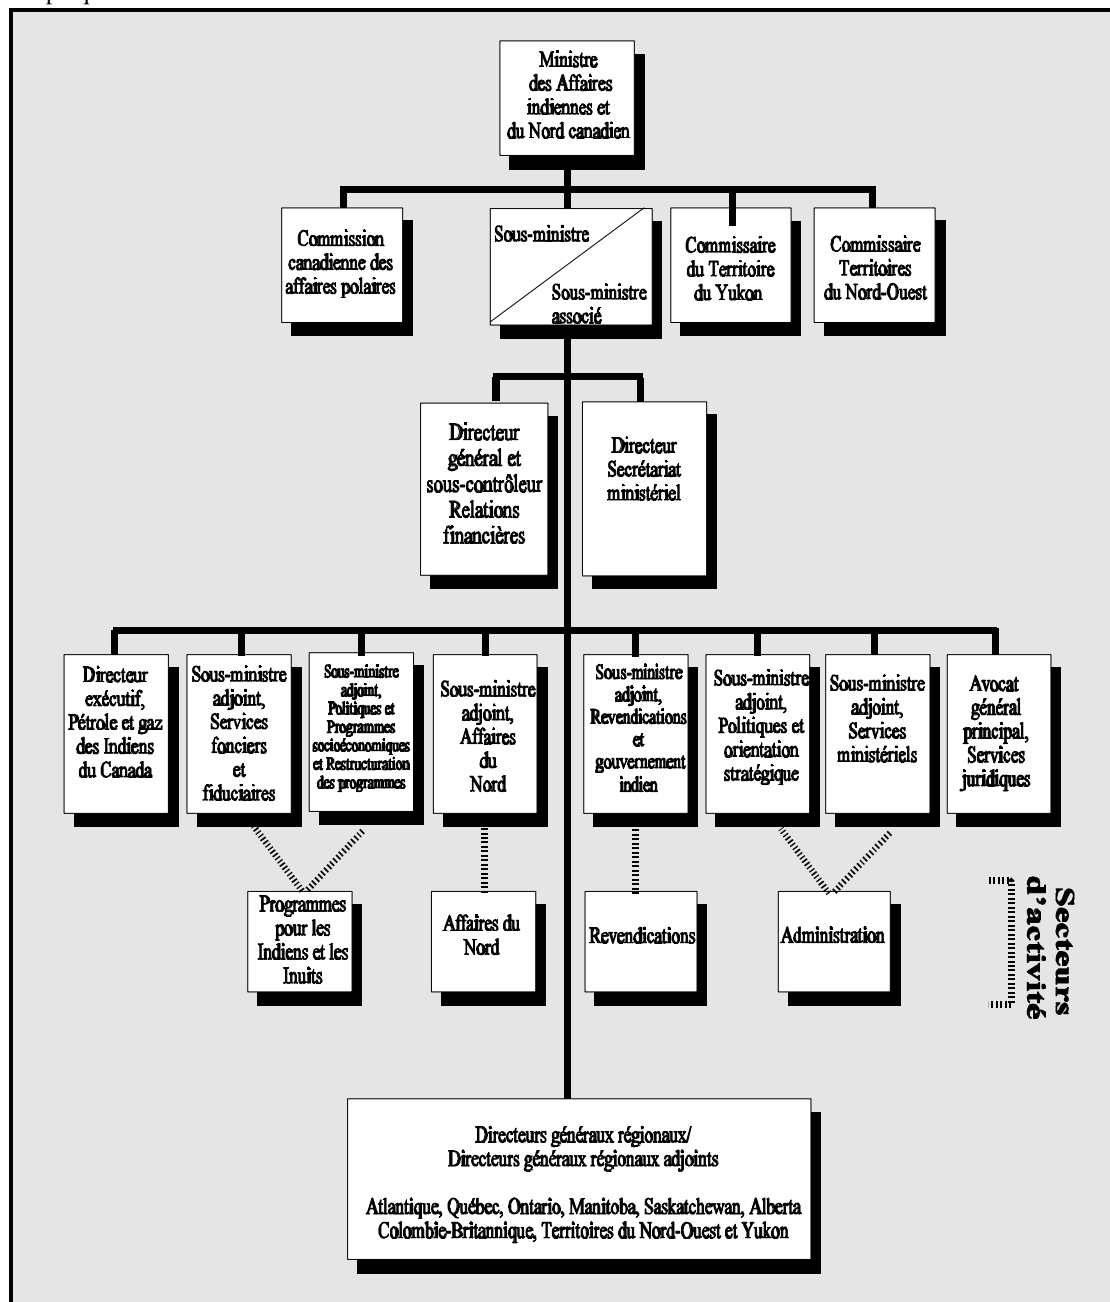 Ministre
des Affaires
indiennes et
du Nord canadien
Commission
canadienne des
affaires polaires
Sous-ministre
Sous-ministre
associé
Commissaire
du Territoire
du Yukon
Commissaire
Territoires
du Nord-Ouest
Directeur
général et
sous-contrôleur
Relations
financières
Directeur
Secrétariat
ministériel
Directeur
exécutif,
Pétrole et gaz
des Indiens
du Canada
Sous-ministre
adjoint,
Services
fonciers
et
fiduciaires
Sous-ministre
adjoint,
Politiques et
Programmes
socioéconomiques
et Restructuration
des programmes
Sous-ministre
adjoint,
Affaires
du
Nord
Sous-ministre
adjoint,
Revendications
et
gouvernement
indien
Sous-ministre
adjoint,
Politiques et
orientation
stratégique
Sous-ministre
adjoint,
Services
ministériels
Avocat
général
principal,
Services
juridiques
Programmes
pour les
Indiens et les
Inuits
Affaires du
Nord
Revendications
Administration
Secteurs
d'activité
Directeurs généraux régionaux/
Directeurs généraux régionaux adjoints
Atlantique, Québec, Ontario, Manitoba, Saskatchewan, Alberta
Colombie-Britannique, Territoires du Nord-Ouest et Yukon